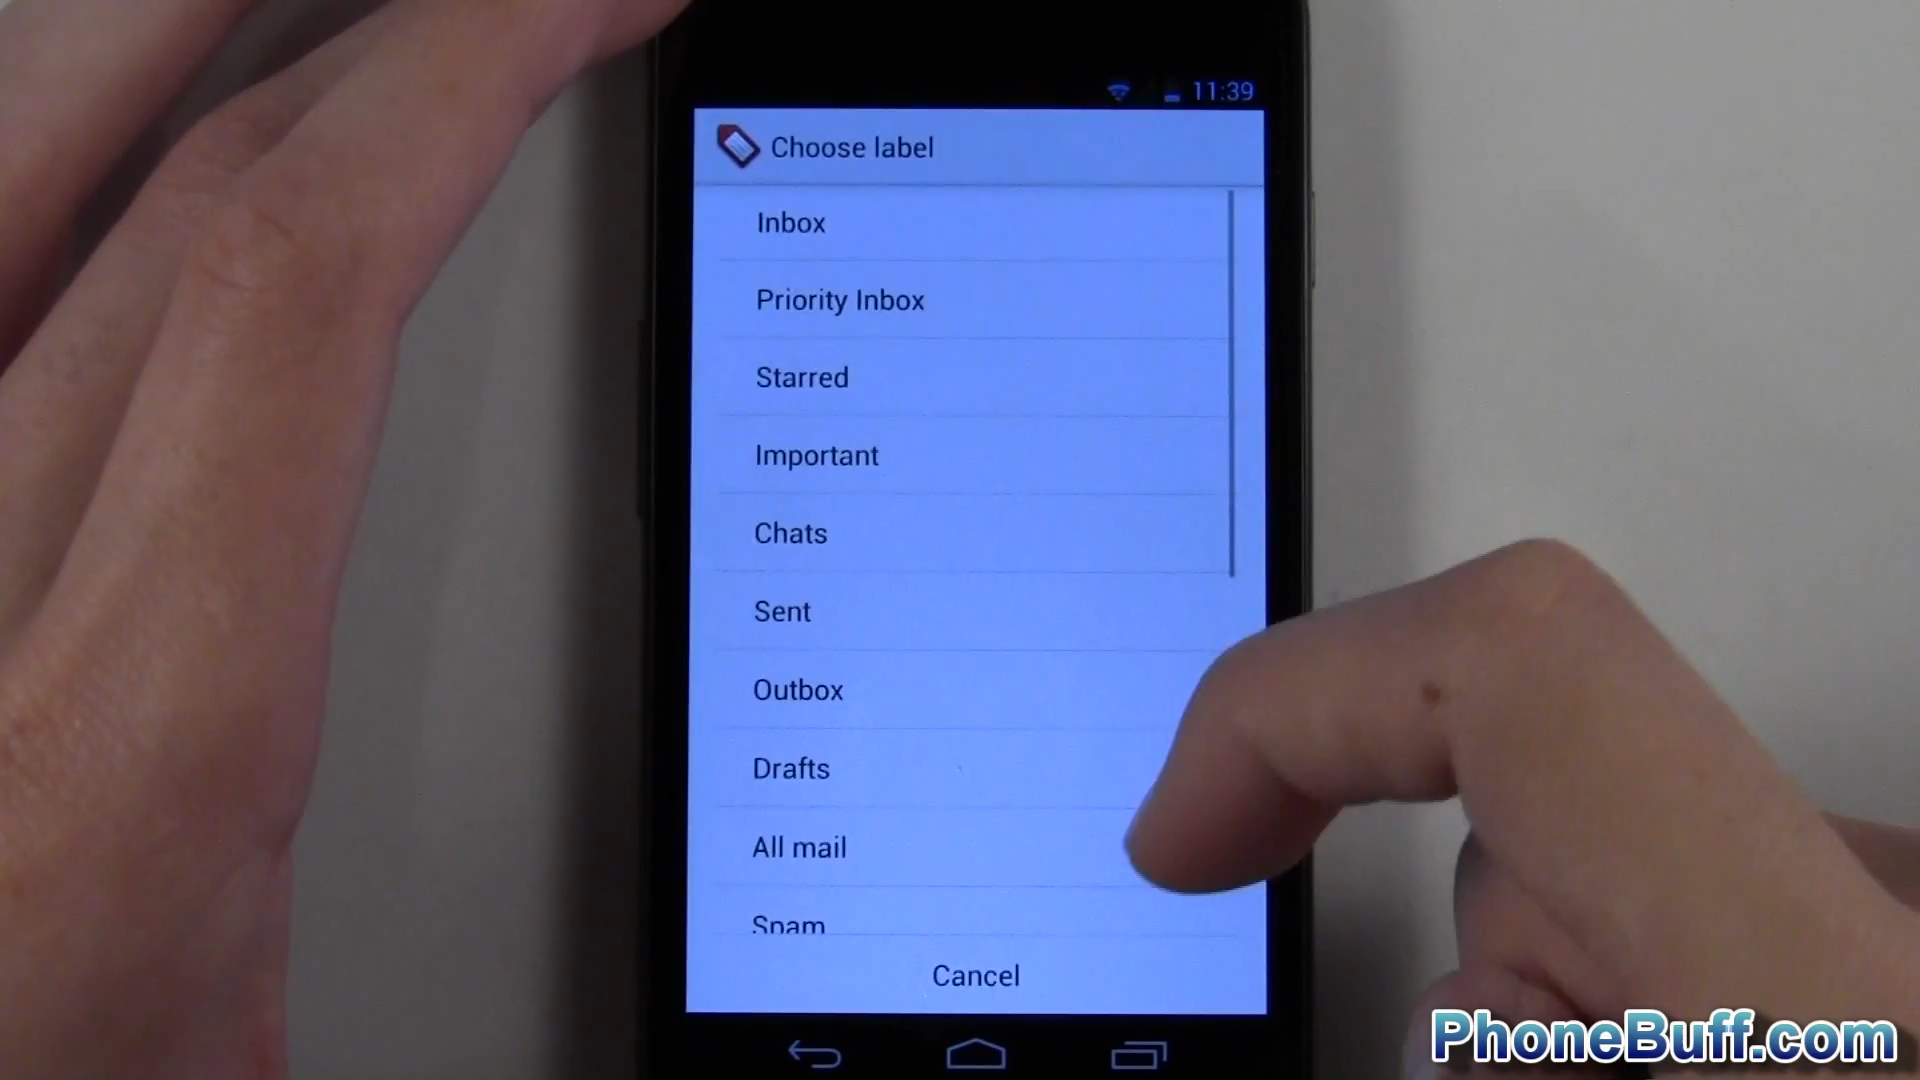 11:39
Choose label
Inbox
Priority Inbox
Starred
Important
Chats
Sent
Outbox
Drafts
All mail
Spam
Cancel
PhoneBuff.com